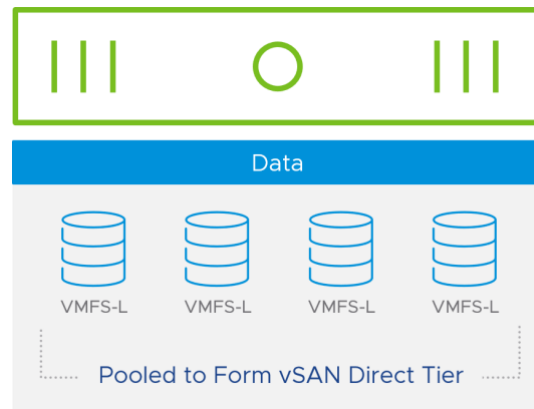 Data
VMFS-L VMFS-L VMFS-L VMFS-L
Pooled to Form vSAN Direct Tier